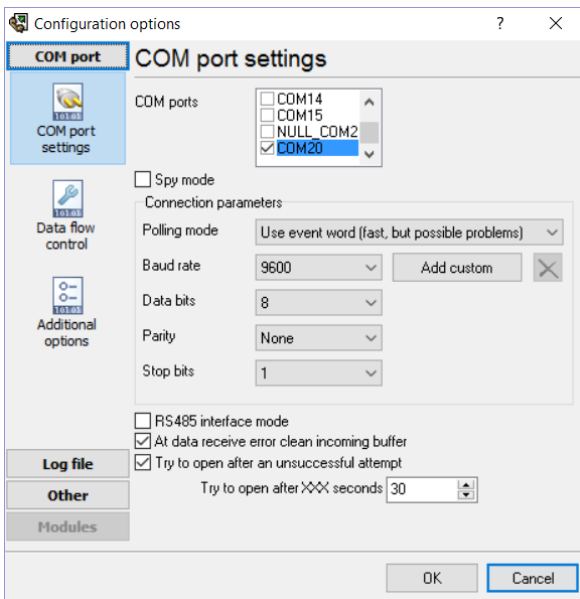 Configuration options
COM port
COM port settings
COM port
settings
Data flow
control
Additional
options
Log file
Other
Modules
COM ports
COM14
COM15
NULL_COM2
COM20
Spy mode
Connection parameters
Polling mode
Use event word (fast, but possible problems)
Baud rate
9600
Add custom
Data bits
8
Parity
None
Stop bits
1
RS485 interface mode
At data receive error clean incoming buffer
Try to open after an unsuccessful attempt
Try to open after XXX seconds
30
OK
Cancel